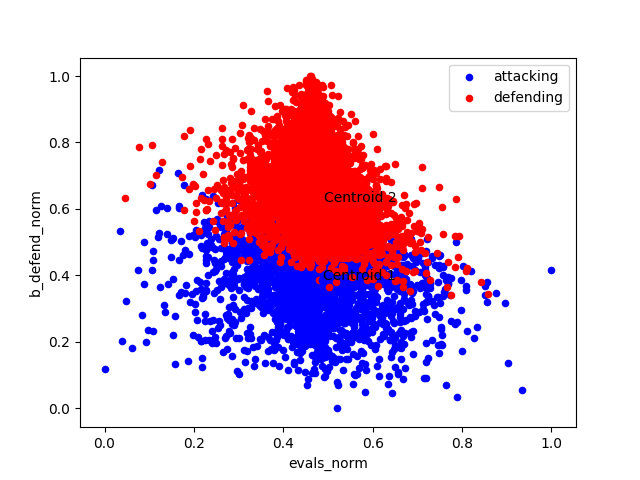 attacking
defending
1.0
0.8
0.6
0.4
0.2
0.0
b_defend_norm
Centroid 2
Centroid
0.0 0.2 0.4 0.6 0.8 1.0
evals_norm